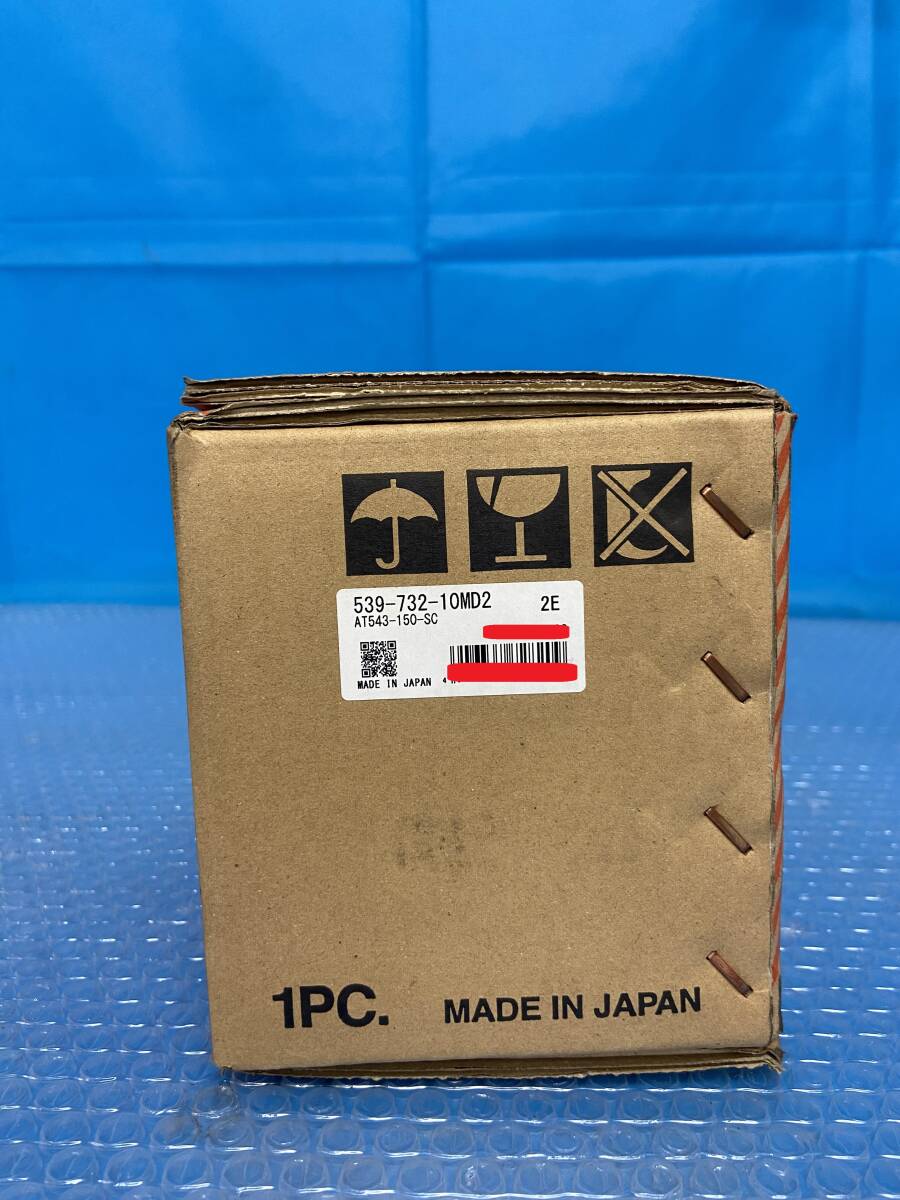 539-732-10MD2 2E
AT543-150-SC
MADE IN JAPAN
1PC. MADE IN JAPAN